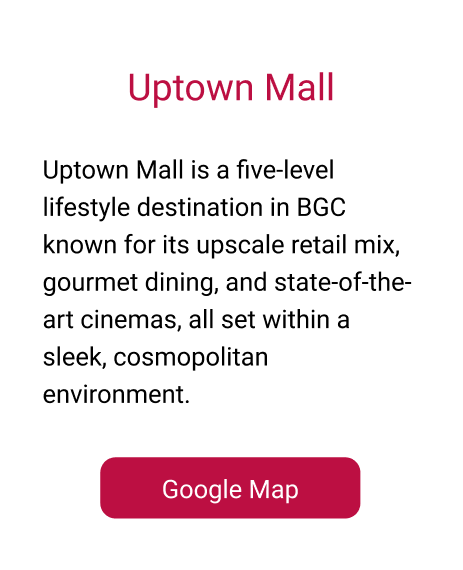 Uptown Mall
Uptown Mall is a five-level
lifestyle destination in BGC
known for its upscale retail mix,
gourmet dining, and state-of-the-
art cinemas, all set within a
sleek, cosmopolitan
environment.
Google Map